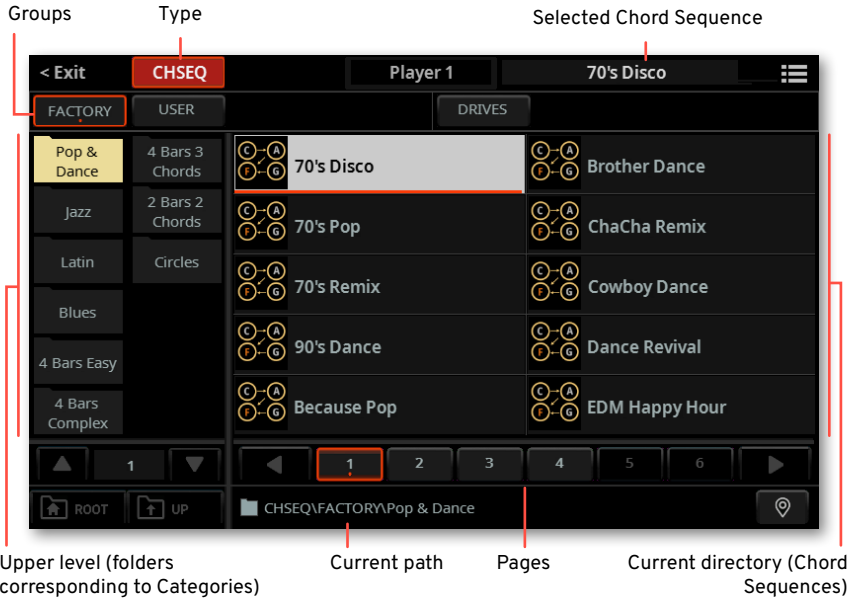 Groups
Type
Selected Chord Sequence
< Exit
CHSEQ
Player 1
70's Disco
FACTORY
USER
DRIVES
Pop &
Dance
4 Bars 3
Chords
Jazz
2 Bars 2
Chords
Latin
Circles
Blues
4 Bars Easy
4 Bars
Complex
C A
F G
70's Disco
C A
F G
Brother Dance
C A
F G
70's Pop
C A
F G
ChaCha Remix
C A
F G
70's Remix
C A
F G
Cowboy Dance
C A
F G
90's Dance
C A
F G
Dance Revival
C A
F G
Because Pop
C A
F G
EDM Happy Hour
1
1 2 3 4 5 6
ROOT
UP
CHSEQ\FACTORY\Pop & Dance
Upper level (folders
corresponding to Categories)
Current path
Pages
Current directory (Chord
Sequences)